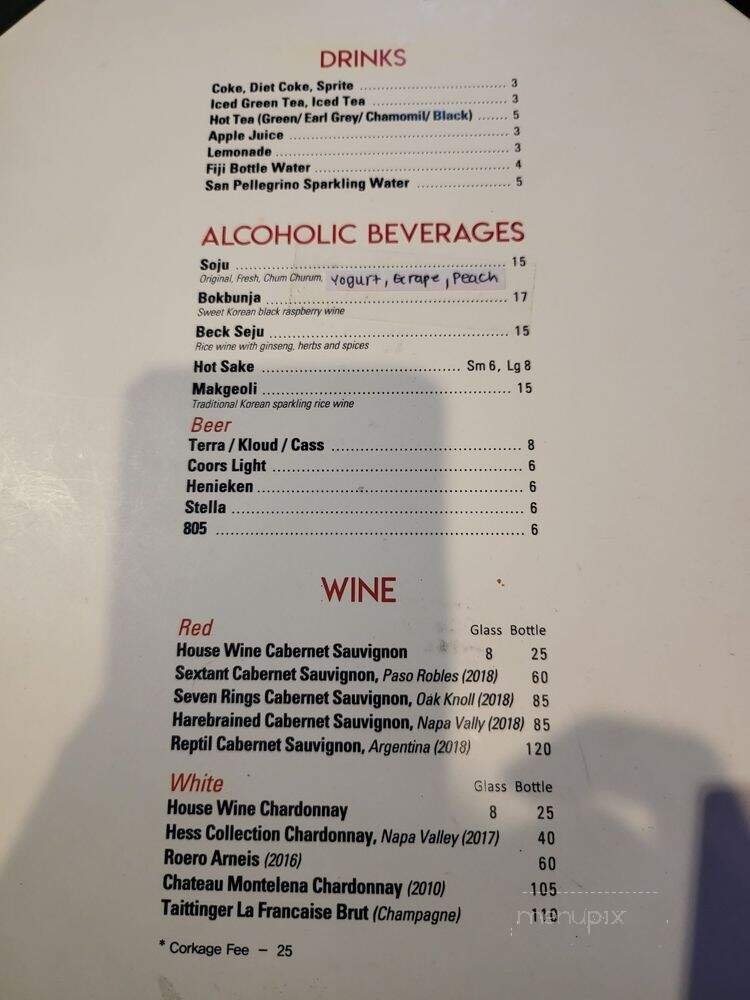 DRINKS
Coke, Diet Coke, Sprite ........ 3
Iced Green Tea, Iced Tea ........ 3
Hot Tea (Green/ Earl Grey/ Chamomil/ Black) ........ 5
Apple Juice ........ 3
Lemonade ........ 3
Fiji Bottle Water ........ 4
San Pellegrino Sparkling Water ........ 5
ALCOHOLIC BEVERAGES
Soju ........ 15
Original, Fresh, Chum Churum, Yogurt, Grape, Peach
Bokbunja ........ 17
Sweet Korean black raspberry wine
Beck Seju ........ 15
Rice wine with ginseng, herbs and spices
Hot Sake ........ Sm 6, Lg 8
Makgeoli ........ 15
Traditional Korean sparkling rice wine
Beer
Terra / Kloud / Cass ........ 8
Coors Light ........ 6
Henieken ........ 6
Stella ........ 6
805 ........ 6
WINE
Red Glass Bottle
House Wine Cabernet Sauvignon 8 25
Sextant Cabernet Sauvignon, Paso Robles (2018) 60
Seven Rings Cabernet Sauvignon, Oak Knoll (2018) 85
Harebrained Cabernet Sauvignon, Napa Vally (2018) 85
Reptil Cabernet Sauvignon, Argentina (2018) 120
White Glass Bottle
House Wine Chardonnay 8 25
Hess Collection Chardonnay, Napa Valley (2017) 40
Roero Arneis (2016) 60
Chateau Montelena Chardonnay (2010) 105
Taittinger La Francaise Brut (Champagne) 110
menupix
* Corkage Fee – 25